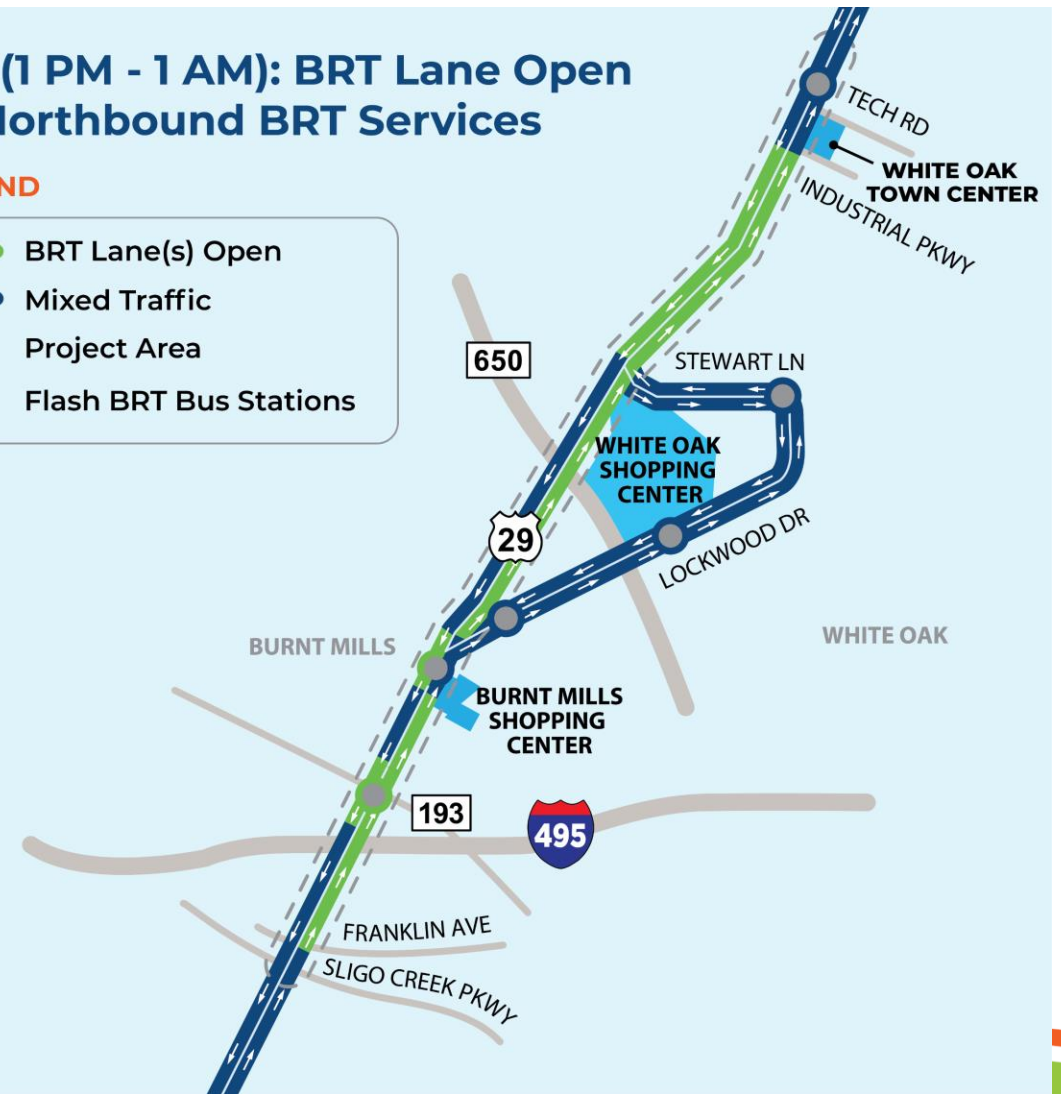 (1 PM - 1 AM): BRT Lane Open
Northbound BRT Services
BRT Lane(s) Open
Mixed Traffic
Project Area
Flash BRT Bus Stations
TECH RD
WHITE OAK
TOWN CENTER
INDUSTRIAL PKWY
650
STEWART LN
WHITE OAK
SHOPPING
CENTER
29
LOCKWOOD DR
BURNT MILLS
WHITE OAK
BURNT MILLS
SHOPPING
CENTER
193
495
FRANKLIN AVE
SLIGO CREEK PKWY